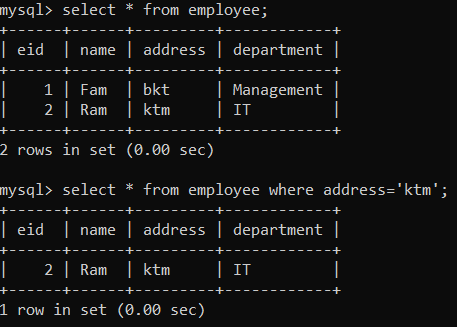 mysql> select * from employee;
+------+------+---------+------------+
| eid  | name | address | department |
+------+------+---------+------------+
|    1 | Fam  | bkt     | Management |
|    2 | Ram  | ktm     | IT         |
+------+------+---------+------------+
2 rows in set (0.00 sec)

mysql> select * from employee where address='ktm';
+------+------+---------+------------+
| eid  | name | address | department |
+------+------+---------+------------+
|    2 | Ram  | ktm     | IT         |
+------+------+---------+------------+
1 row in set (0.00 sec)